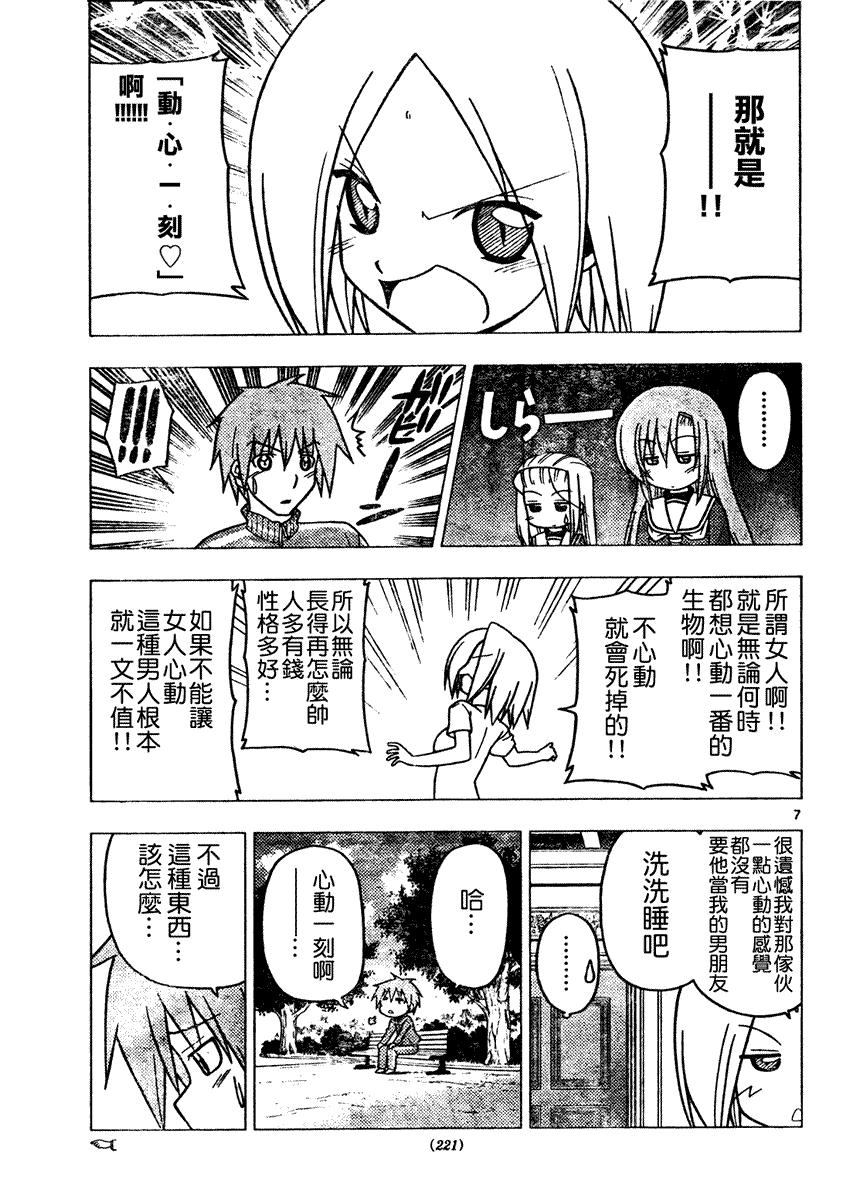 那就是
——!!
「動·心·一·刻♡」
啊!!!!!!
………
しらー
ガビーッ
!!!
所謂女人啊!!
就是無論何時
都想心動一番的
生物啊!!
不心動
就會死掉的!!
所以無論
長得再怎麼帥
人多有錢
性格多好…
如果不能讓
女人心動
這種男人根本
就一文不值!!
7
很遺憾我對那傢伙
一點心動的感覺
都沒有
要他當我的男朋友
洗洗睡吧
………
哈…
心動一刻啊
——…
不過
這種東西…
該怎麼…
(221)